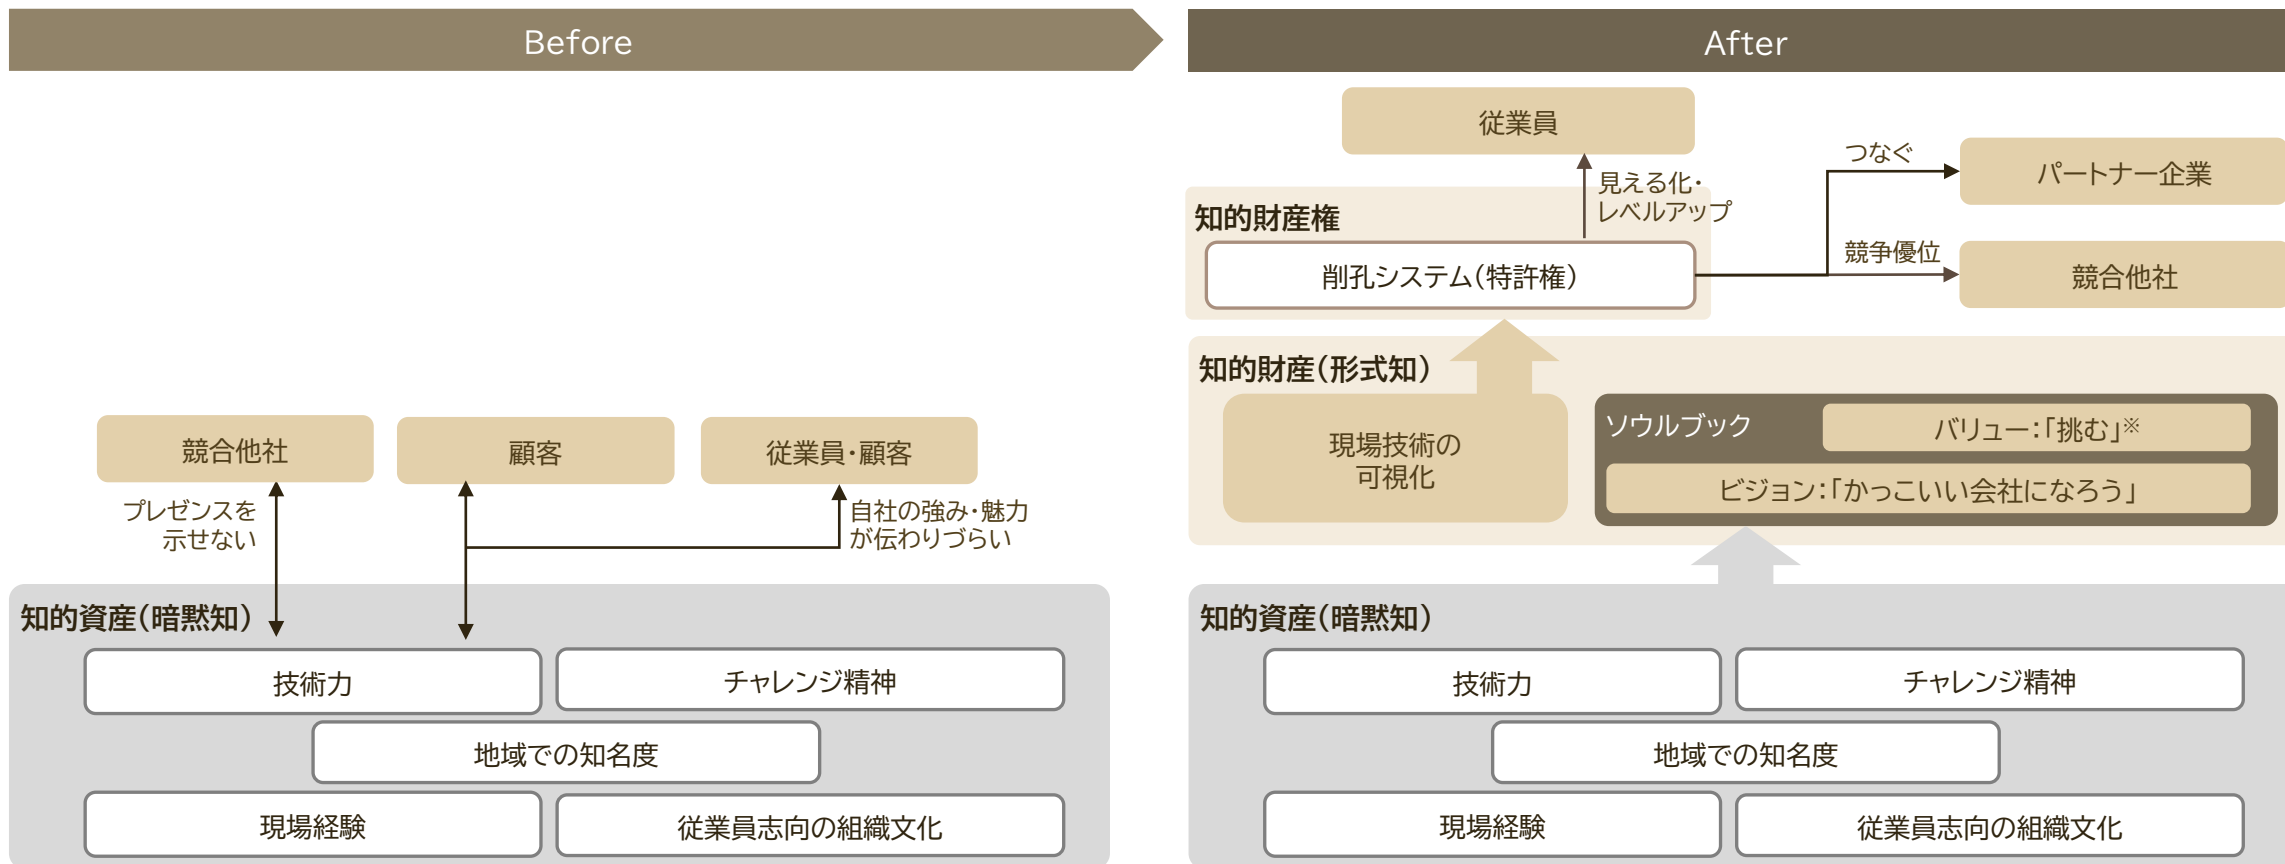 Before
競合他社
顧客
従業員・顧客
プレゼンスを
示せない
自社の強み・魅力
が伝わりづらい
知的資産(暗黙知)
技術力
チャレンジ精神
地域での知名度
現場経験
従業員志向の組織文化
After
従業員
見える化・
レベルアップ
つなぐ
パートナー企業
知的財産権
削孔システム(特許権)
競争優位
競合他社
知的財産(形式知)
現場技術の
可視化
ソウルブック
バリュー:「挑む」※
ビジョン:「かっこいい会社になろう」
知的資産(暗黙知)
技術力
チャレンジ精神
地域での知名度
現場経験
従業員志向の組織文化